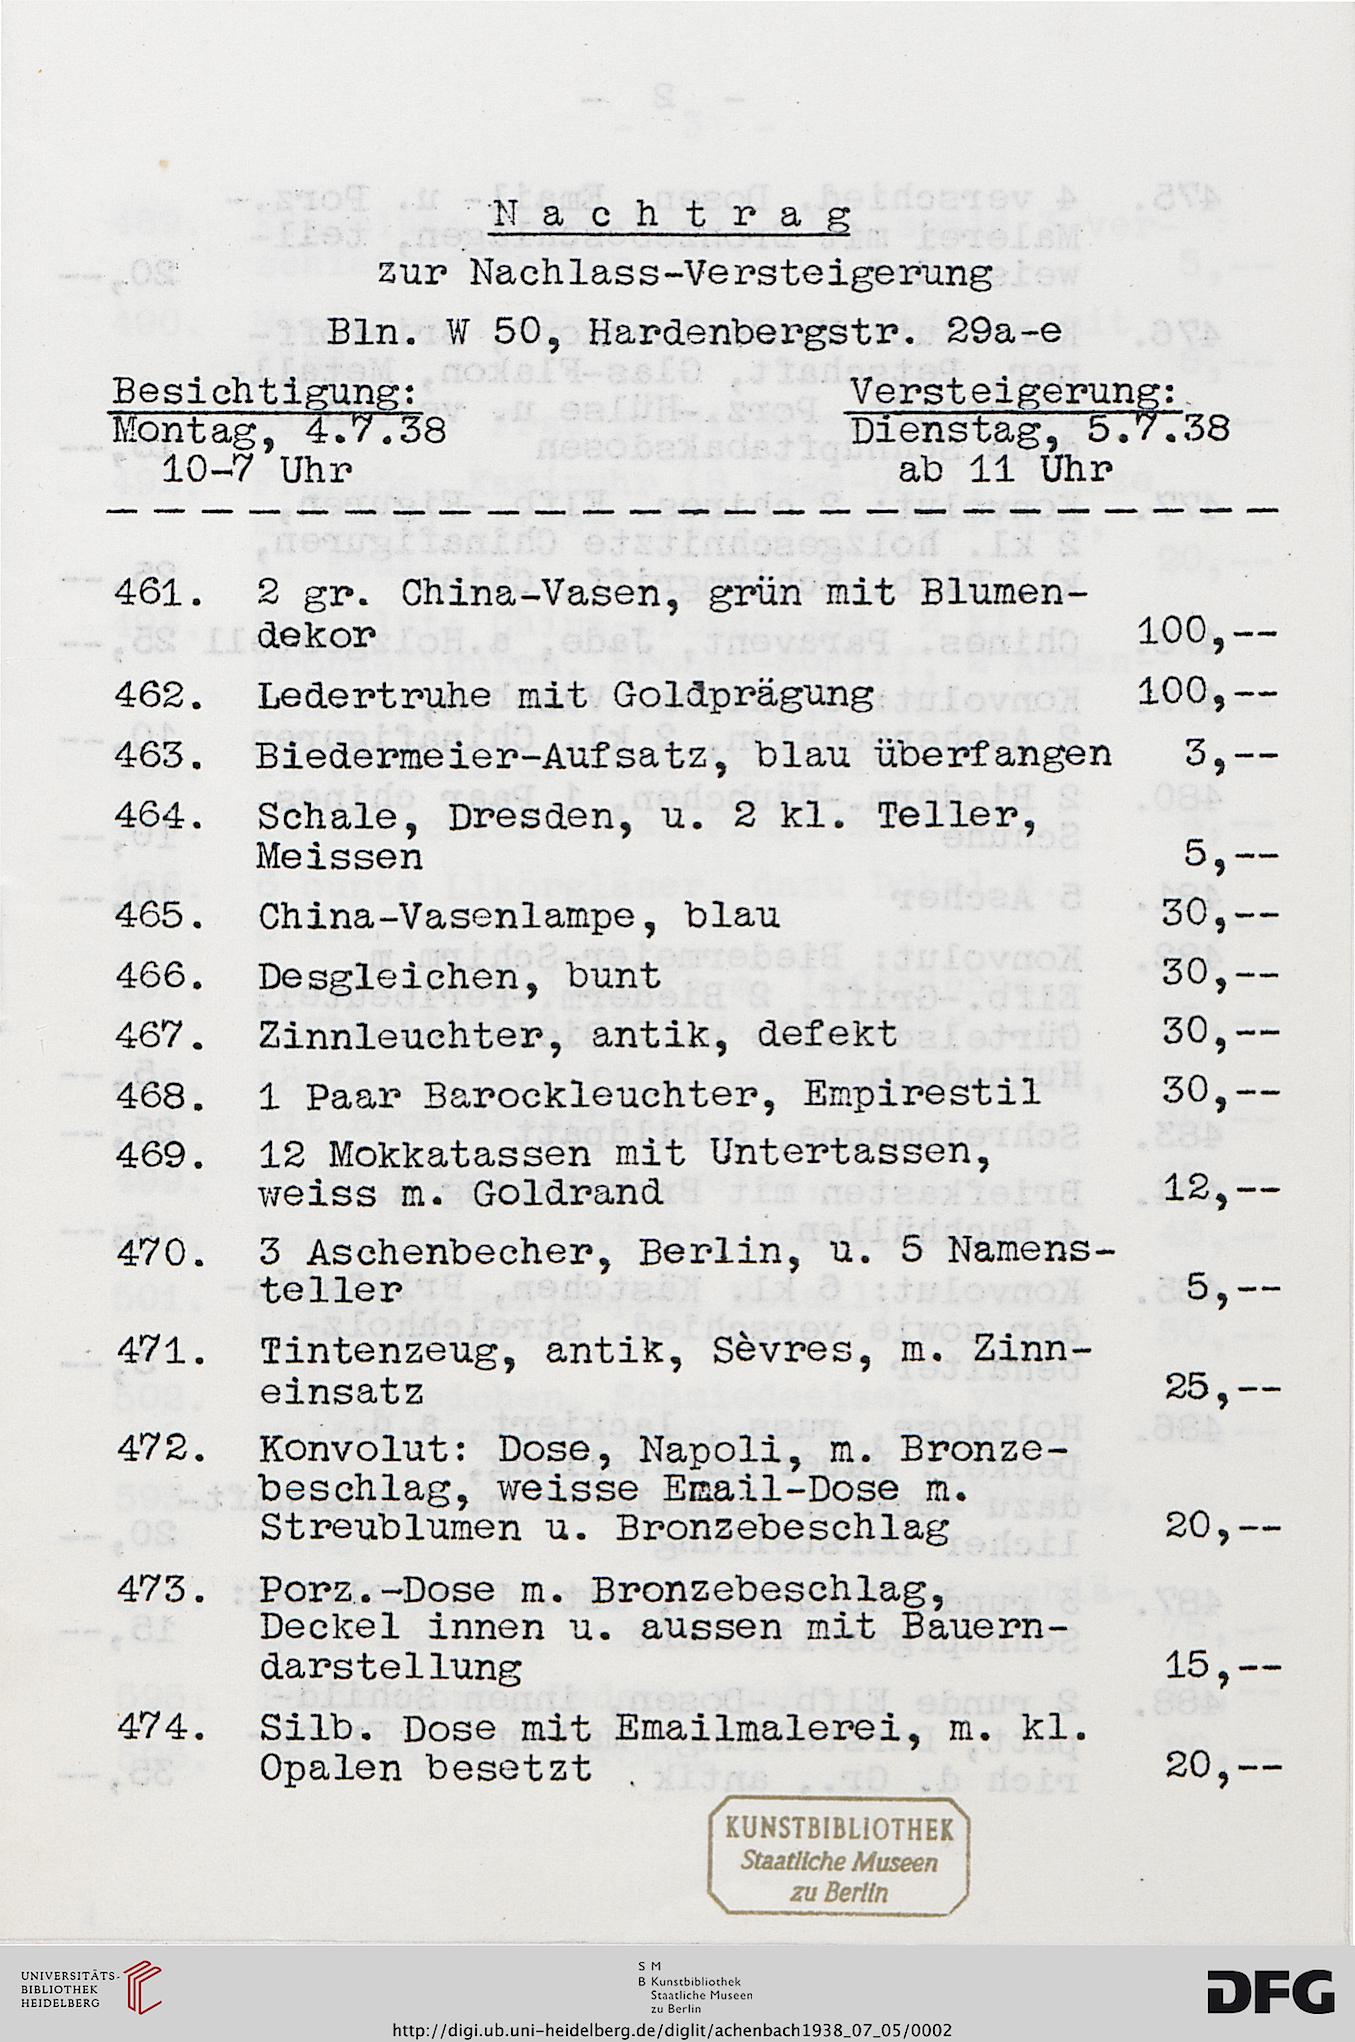 Nachtrag
zur Nachlass-Versteigerung
Bln. W 50, Hardenbergstr. 29a-e
Besichtigung: Versteigerung:
Montag, 4.7.38 Dienstag, 5.7.38
10-7 Uhr ab 11 Uhr
461. 2 gr. China-Vasen, grün mit Blumen-
dekor 100,--
462. Ledertruhe mit Goldprägung 100,--
463. Biedermeier-Aufsatz, blau überfangen 3,--
464. Schale, Dresden, u. 2 kl. Teller,
Meissen 5,--
465. China-Vasenlampe, blau 30,--
466. Desgleichen, bunt 30,--
467. Zinnleuchter, antik, defekt 30,--
468. 1 Paar Barockleuchter, Empirestil 30,--
469. 12 Mokkatassen mit Untertassen,
weiss m. Goldrand 12,--
470. 3 Aschenbecher, Berlin, u. 5 Namens-
teller 5,--
471. Tintenzeug, antik, Sèvres, m. Zinn-
einsatz 25,--
472. Konvolut: Dose, Napoli, m. Bronze-
beschlag, weisse Email-Dose m.
Streublumen u. Bronzebeschlag 20,--
473. Porz.-Dose m. Bronzebeschlag,
Deckel innen u. aussen mit Bauern-
darstellung 15,--
474. Silb. Dose mit Emailmalerei, m. kl.
Opalen besetzt 20,--
KUNSTBIBLIOTHEK
Staatliche Museen
zu Berlin
UNIVERSITÄTS-
BIBLIOTHEK
HEIDELBERG
S M
B Kunstbibliothek
Staatliche Museen
zu Berlin
DFG
http://digi.ub.uni-heidelberg.de/diglit/achenbach1938_07_05/0002